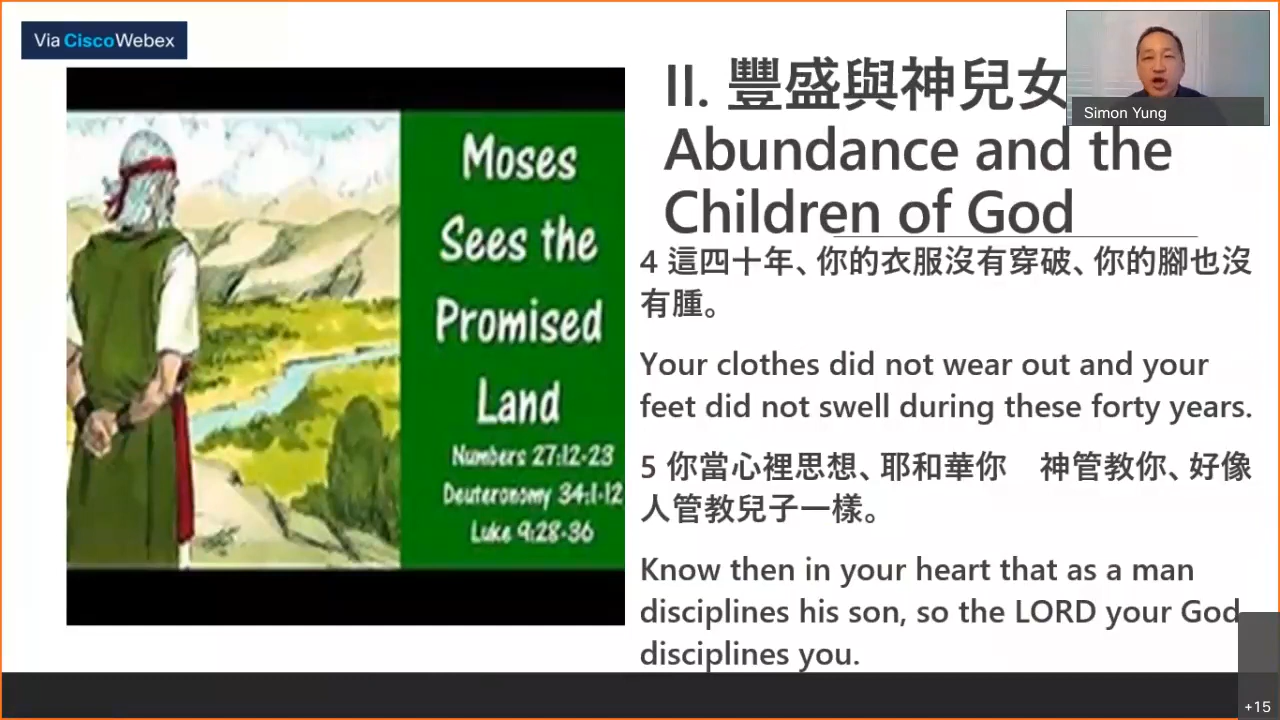 Via CiscoWebex
Moses
Sees the
Promised
Land
Numbers 27:12-23
Deuteronomy 34:1-12
Luke 9:28-36
II. 豐盛與神兒女
Abundance and the
Children of God
Simon Yung
4 這四十年、你的衣服沒有穿破、你的腳也沒
有腫。
Your clothes did not wear out and your
feet did not swell during these forty years.
5 你當心裡思想、耶和華你　神管教你、好像
人管教兒子一樣。
Know then in your heart that as a man
disciplines his son, so the LORD your God
disciplines you.
+15